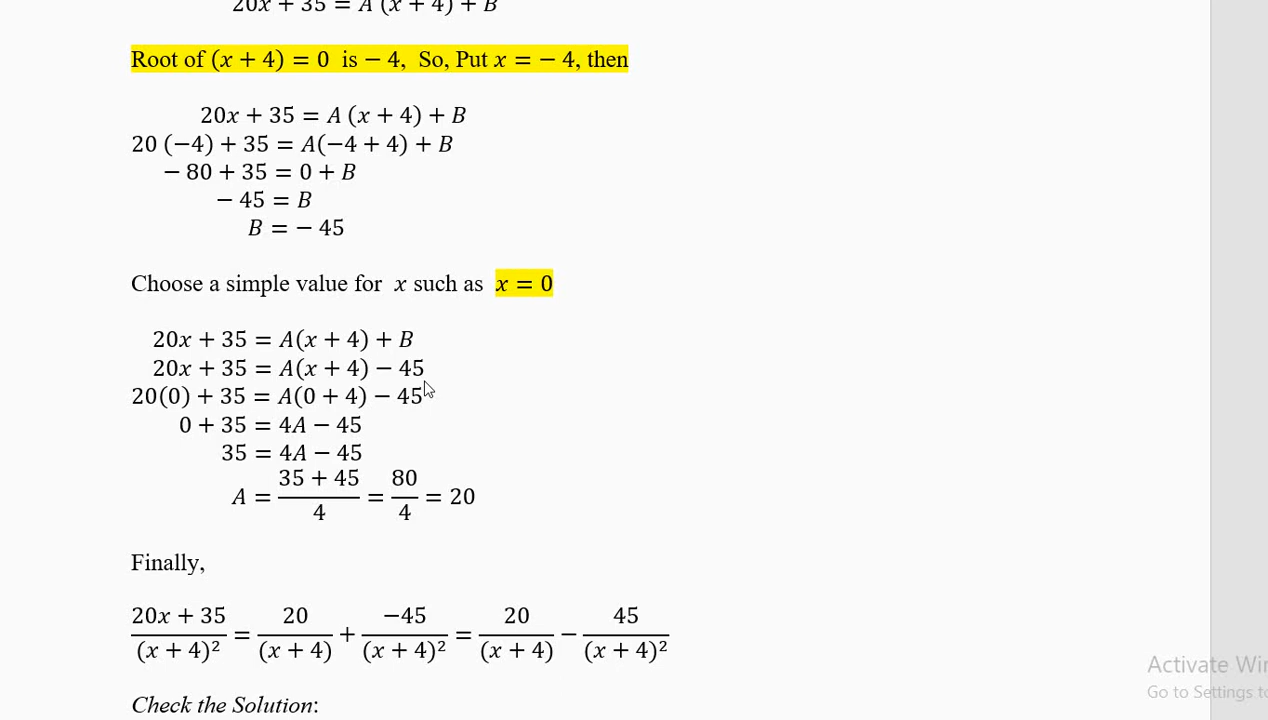 20x + 35 = A (x + 4) + B
Root of (x + 4) = 0 is − 4, So, Put x = − 4, then
20x + 35 = A (x + 4) + B
20 (−4) + 35 = A(−4 + 4) + B
− 80 + 35 = 0 + B
− 45 = B
B = − 45
Choose a simple value for x such as x = 0
20x + 35 = A(x + 4) + B
20x + 35 = A(x + 4) − 45
20(0) + 35 = A(0 + 4) − 45
0 + 35 = 4A − 45
35 = 4A − 45
A = (35 + 45)/4 = 80/4 = 20
Finally,
(20x + 35)/(x + 4)² = 20/(x + 4) + −45/(x + 4)² = 20/(x + 4) − 45/(x + 4)²
Activate Wi
Go to Settings t
Check the Solution: